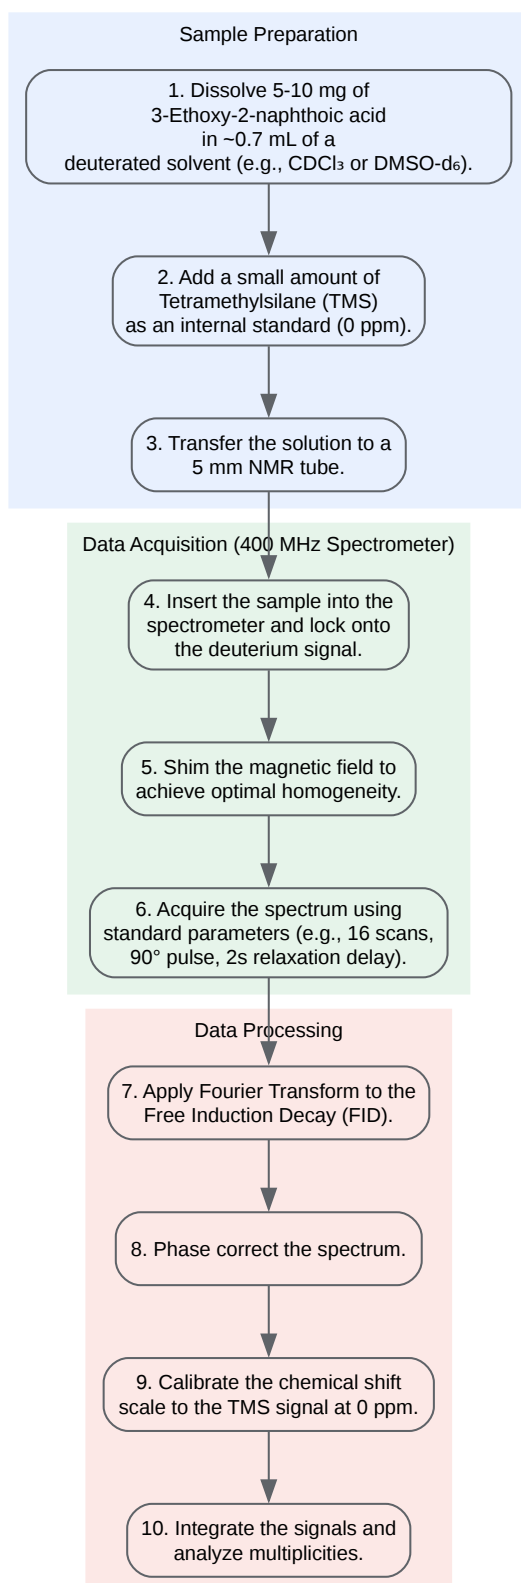 Sample Preparation
1. Dissolve 5-10 mg of
3-Ethoxy-2-naphthoic acid
in ~0.7 mL of a
deuterated solvent (e.g., CDCl₃ or DMSO-d₆).
2. Add a small amount of
Tetramethylsilane (TMS)
as an internal standard (0 ppm).
3. Transfer the solution to a
5 mm NMR tube.
Data Acquisition (400 MHz Spectrometer)
4. Insert the sample into the
spectrometer and lock onto
the deuterium signal.
5. Shim the magnetic field to
achieve optimal homogeneity.
6. Acquire the spectrum using
standard parameters (e.g., 16 scans,
90° pulse, 2s relaxation delay).
Data Processing
7. Apply Fourier Transform to the
Free Induction Decay (FID).
8. Phase correct the spectrum.
9. Calibrate the chemical shift
scale to the TMS signal at 0 ppm.
10. Integrate the signals and
analyze multiplicities.